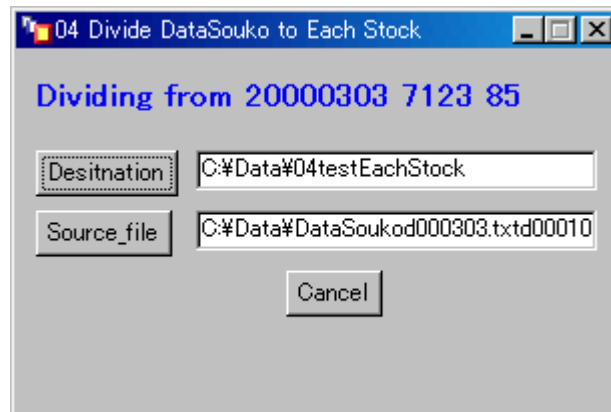 04 Divide DataSouko to Each Stock
Dividing from 20000303 7123 85
Desitnation C:¥Data¥04testEachStock
Source_file C:¥Data¥DataSoukod000303.txtd00010
Cancel